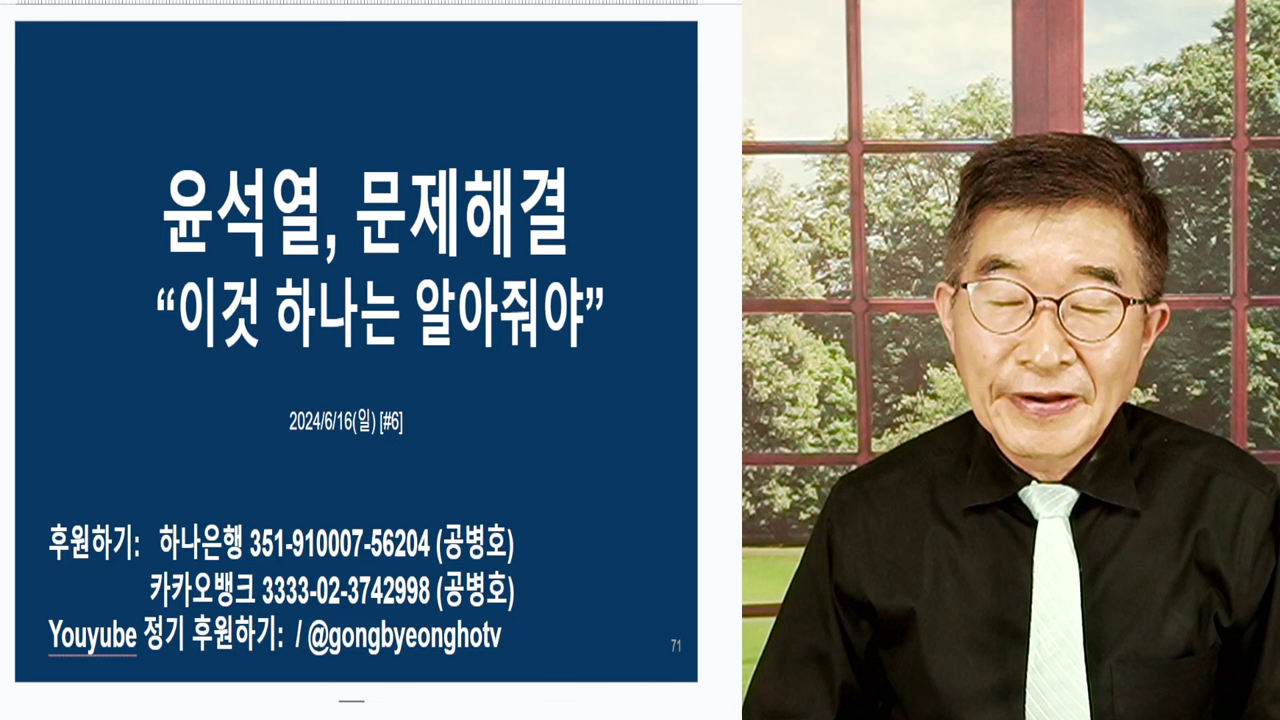 윤석열, 문제해결
“이것 하나는 알아줘야”
2024/6/16(일) [#6]
후원하기: 하나은행 351-910007-56204 (공병호)
카카오뱅크 3333-02-3742998 (공병호)
Youyube 정기 후원하기: / @gongbyeonghotv
71